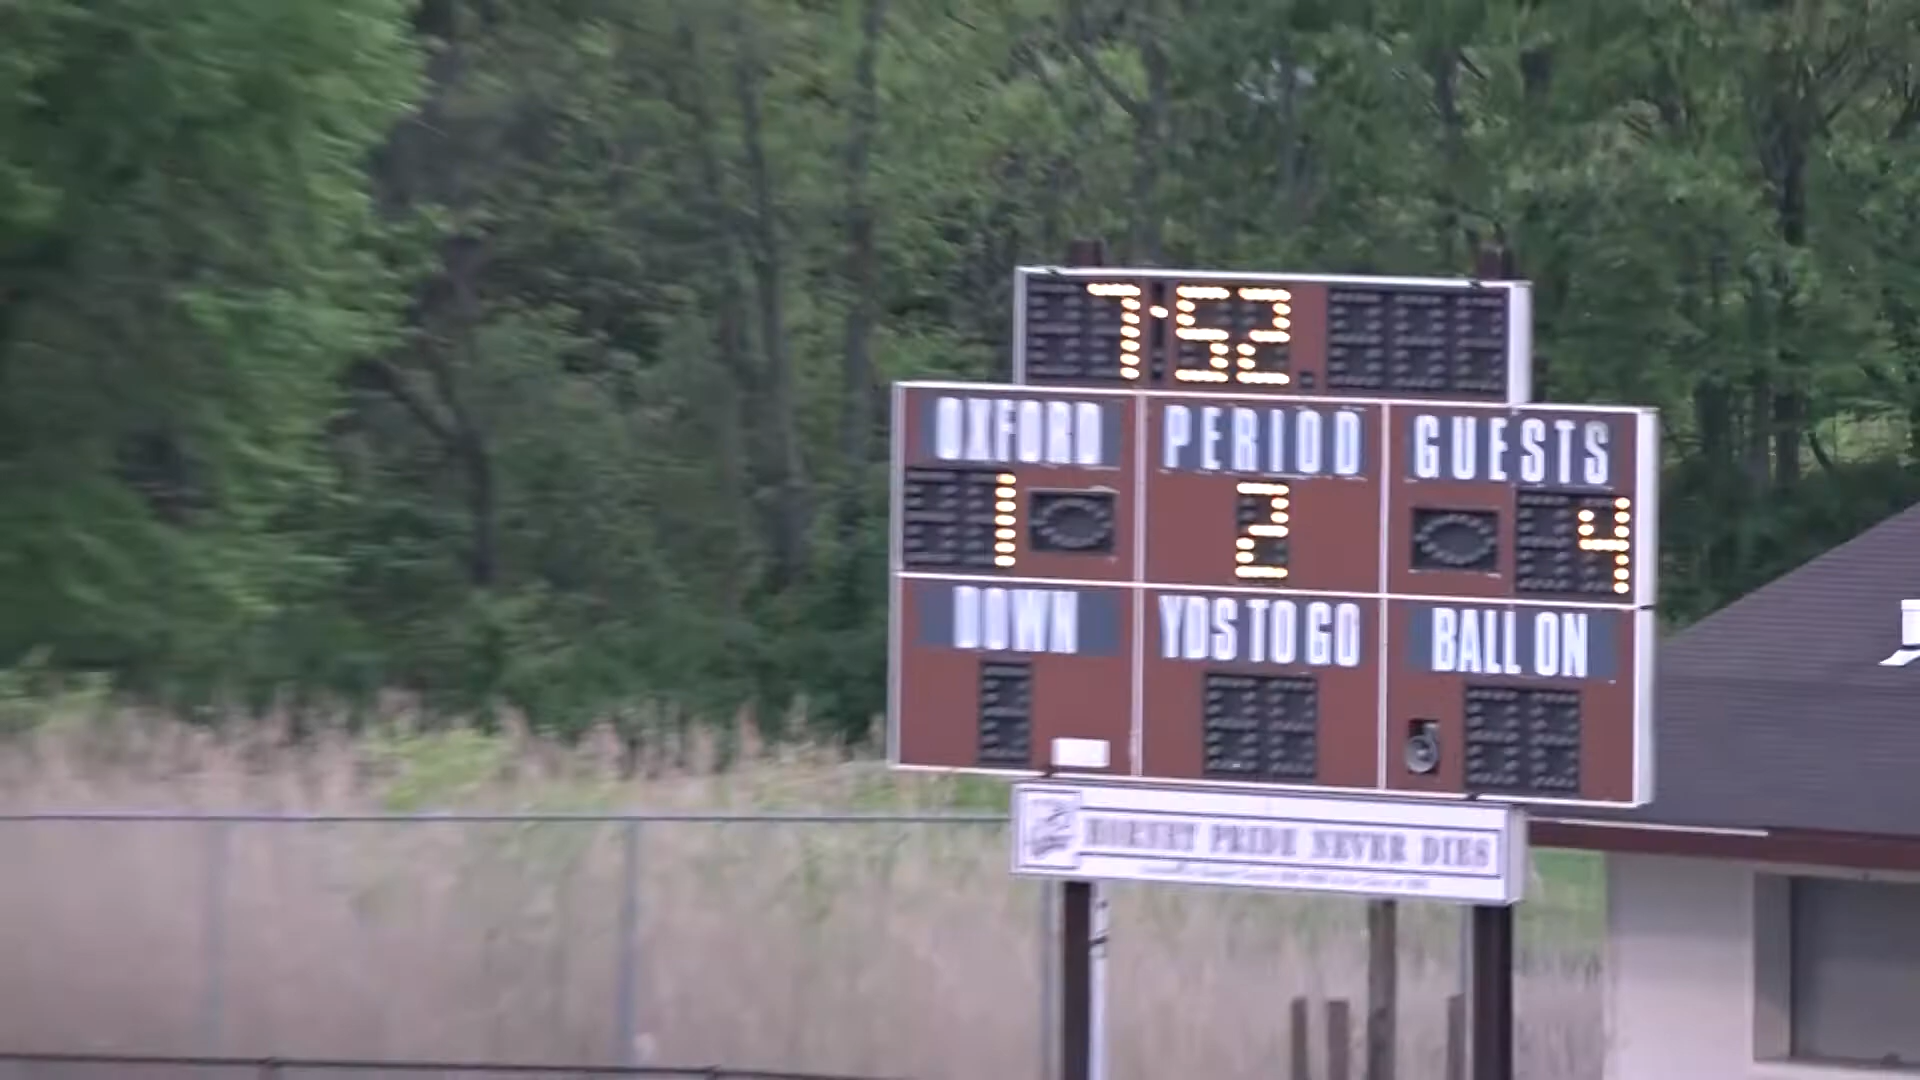 7:52
OXFORD PERIOD GUESTS
1 2 4
DOWN YDS TO GO BALL ON
HORNET PRIDE NEVER DIES